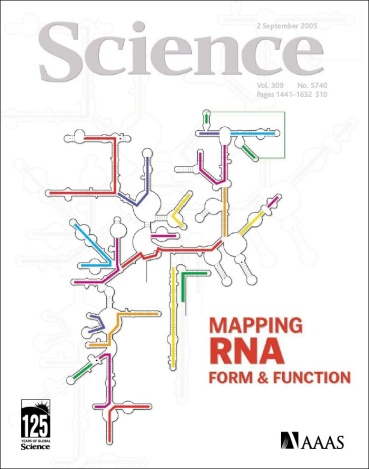 2 September 2005
Science
Vol. 309 No. 5740
Pages 1441–1632 $10
MAPPING
RNA
FORM & FUNCTION
125
YEARS OF GLOBAL
Science
AAAS